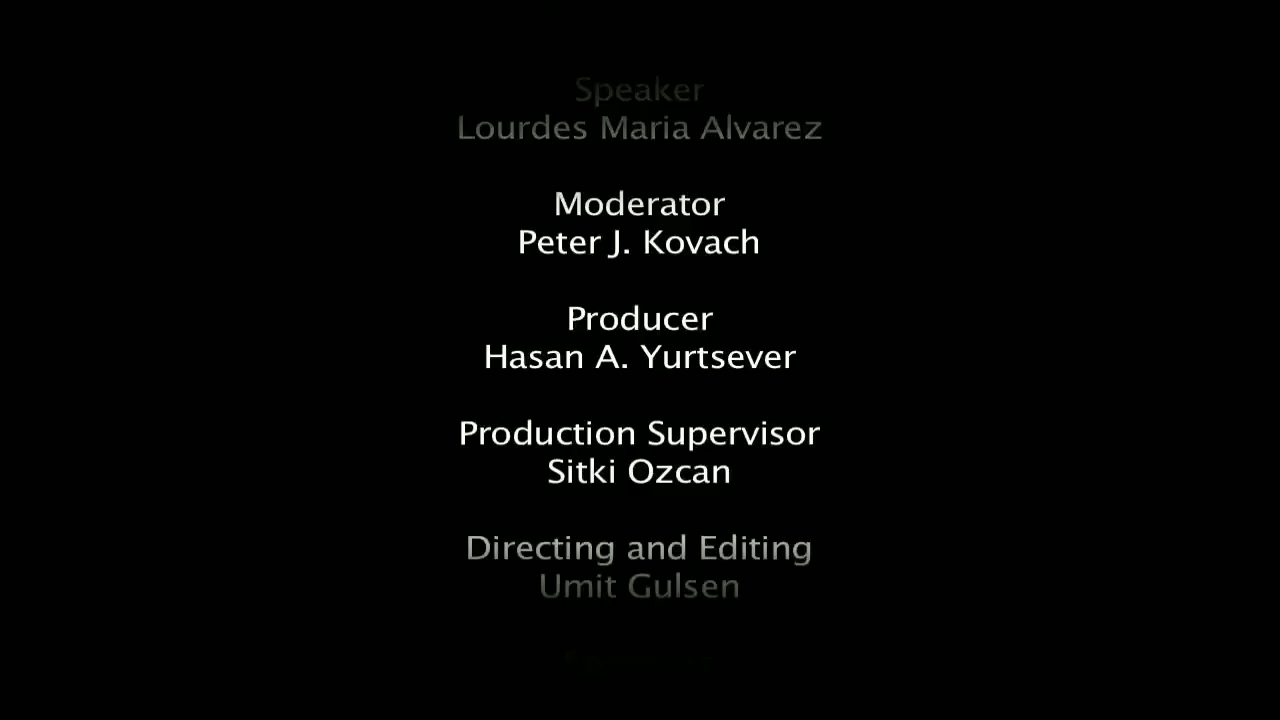 Speaker
Lourdes Maria Alvarez
Moderator
Peter J. Kovach
Producer
Hasan A. Yurtsever
Production Supervisor
Sitki Ozcan
Directing and Editing
Umit Gulsen